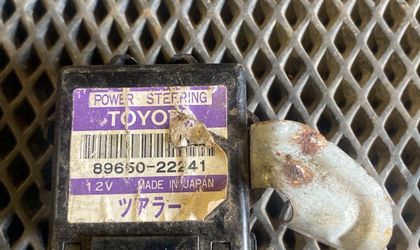 POWER STEERING
TOYO
89650-22241
12V MADE IN JAPAN
ツアラー